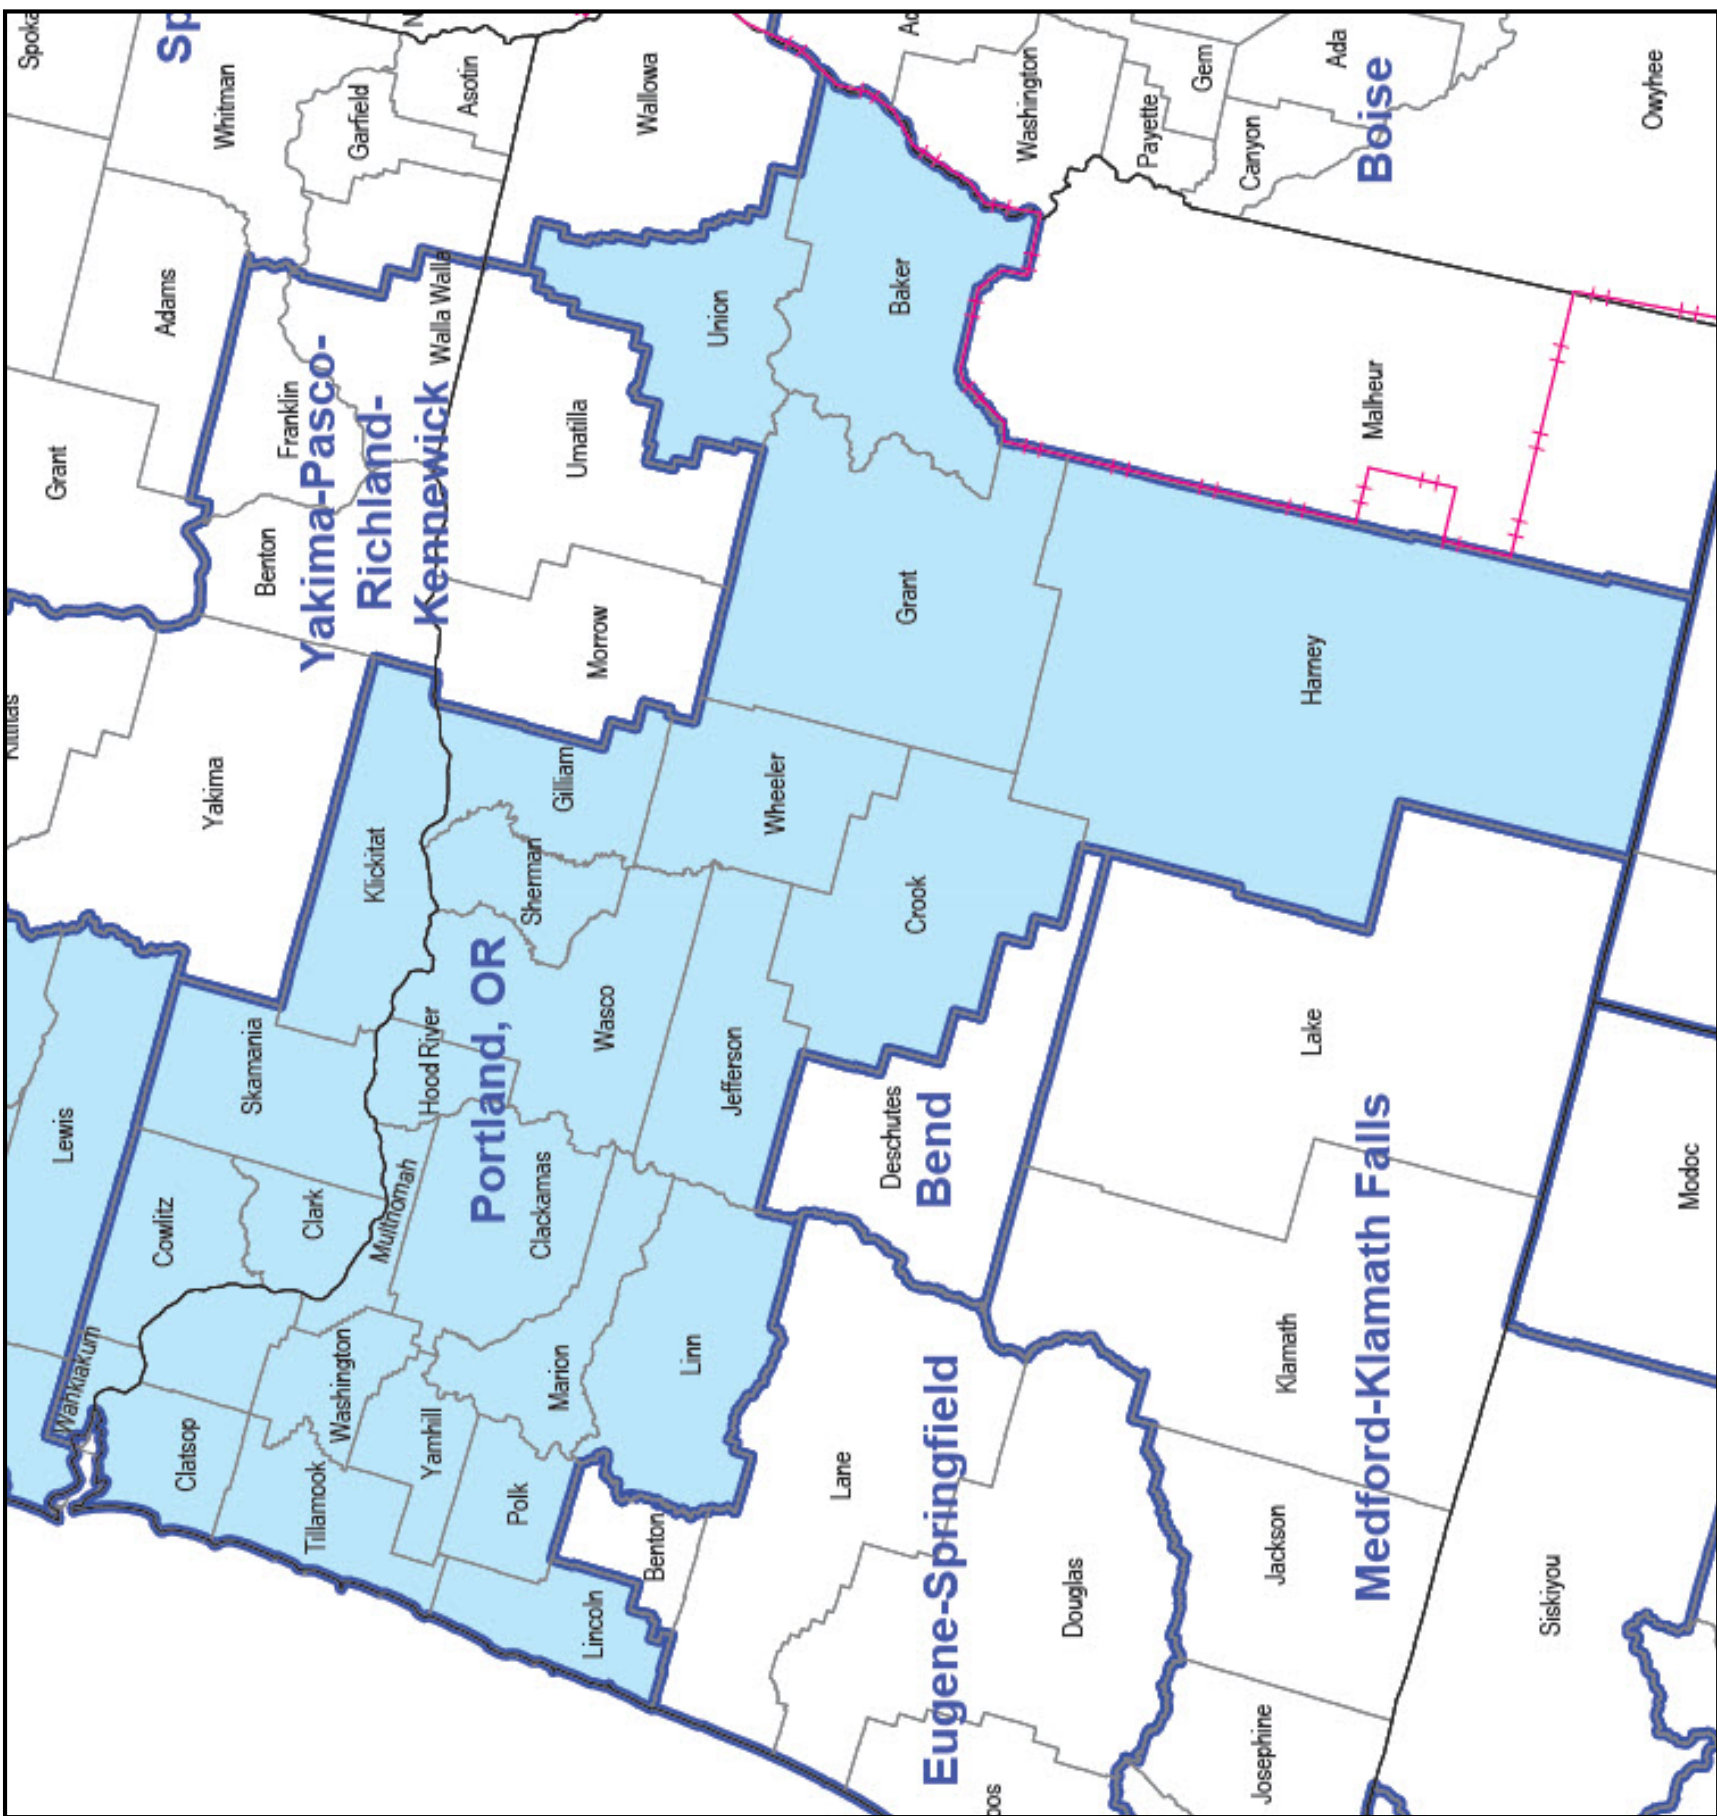 Spoka
Sp
Whitman
Garfield
Asotin
Wallowa
Adams
Grant
Franklin
Walla Walla
Benton
Yakima-Pasco-
Richland-
Kennewick
Umatilla
Union
Baker
Morrow
Yakima
Klickitat
Gilliam
Sherman
Wheeler
Grant
Crook
Harney
Malheur
Washington
Payette
Gem
Canyon
Ada
Boise
Owyhee
Lewis
Skamania
Cowlitz
Clark
Wahkiakum
Hood River
Multnomah
Portland, OR
Wasco
Jefferson
Clackamas
Clatsop
Washington
Tillamook
Yamhill
Marion
Polk
Linn
Lincoln
Benton
Deschutes
Bend
Lane
Eugene-Springfield
Douglas
Lake
Klamath
Medford-Klamath Falls
Jackson
Josephine
Siskiyou
Modoc
oos